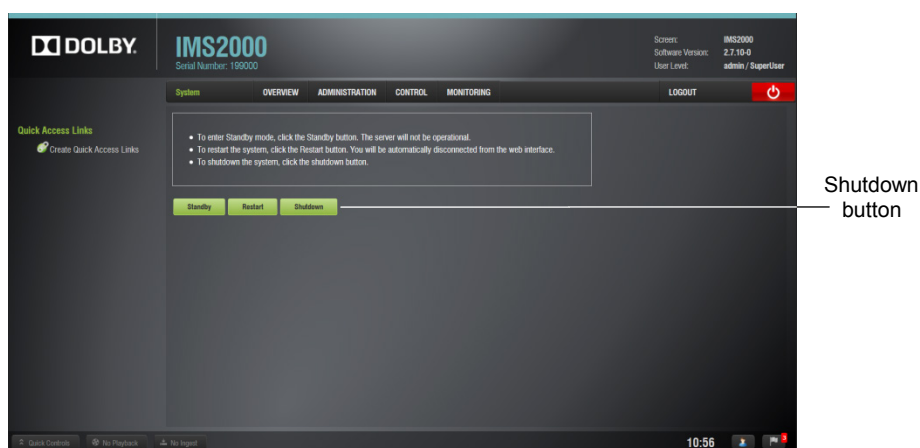 DOLBY.
IMS2000
Serial Number: 199000
Screen: IMS2000
Software Version: 2.7.10-0
User Level: admin / SuperUser
System OVERVIEW ADMINISTRATION CONTROL MONITORING LOGOUT
Quick Access Links
Create Quick Access Links
• To enter Standby mode, click the Standby button. The server will not be operational.
• To restart the system, click the Restart button. You will be automatically disconnected from the web interface.
• To shutdown the system, click the shutdown button.
Standby Restart Shutdown
Shutdown
button
Quick Controls No Playback No Ingest 10:56 3